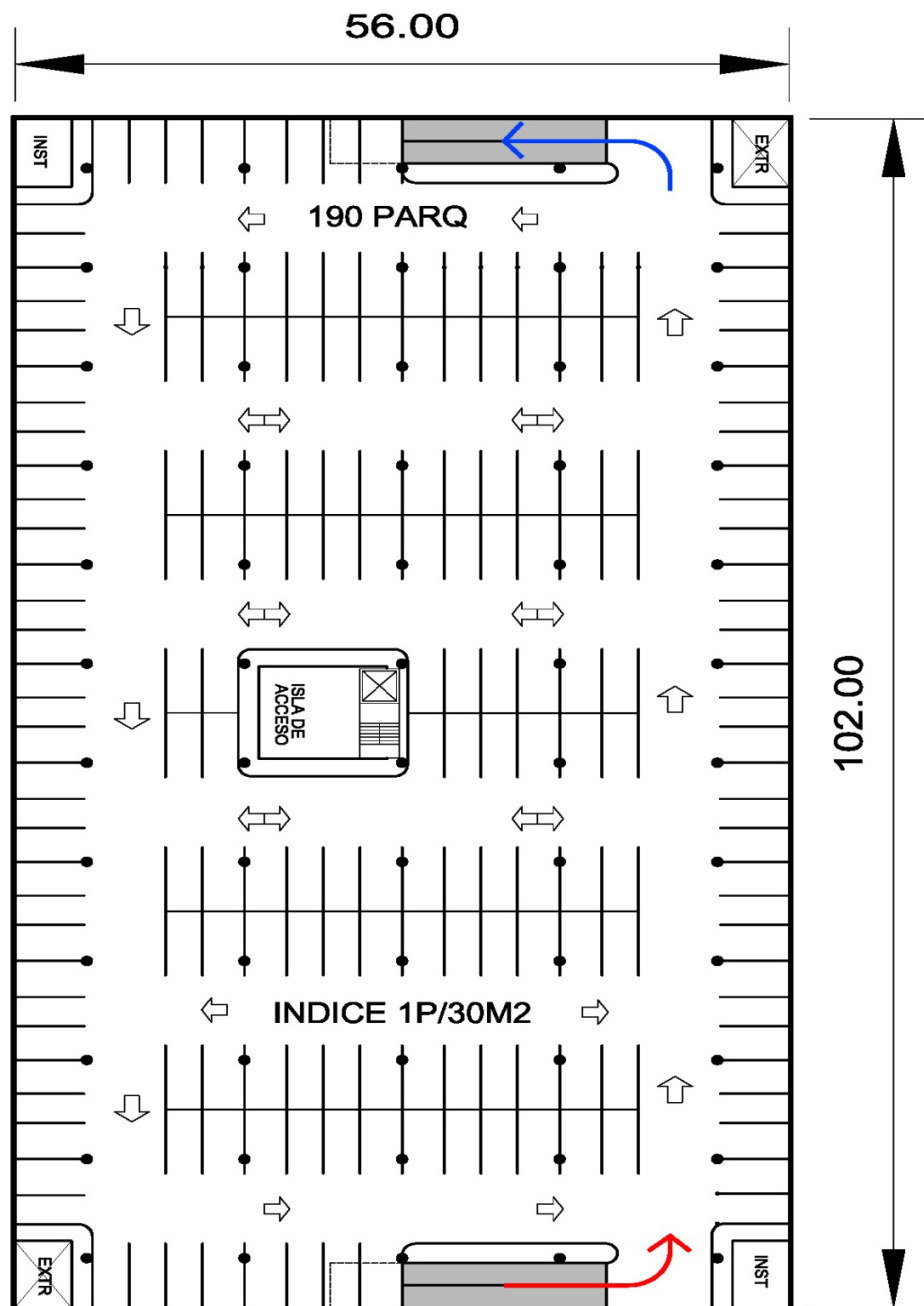 56.00
INST
EXTR
190 PARQ
ISLA DE
ACCESO
102.00
INDICE 1P/30M2
EXTR
INST